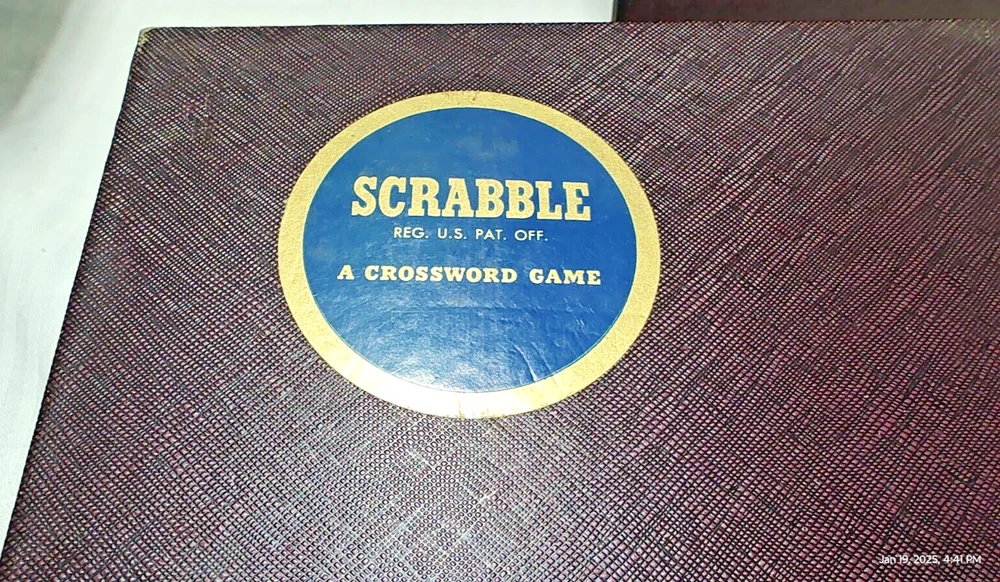 SCRABBLE
REG. U.S. PAT. OFF.
A CROSSWORD GAME
Jan 19, 2025, 4:41 PM